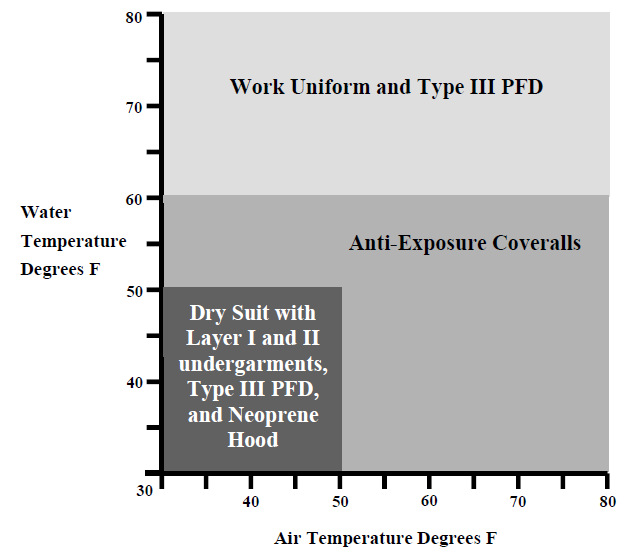 80
Work Uniform and Type III PFD
70
60
Water
Temperature
Degrees F
Anti-Exposure Coveralls
50
Dry Suit with
Layer I and II
undergarments,
Type III PFD,
and Neoprene
Hood
40
30
40 50 60 70 80
Air Temperature Degrees F